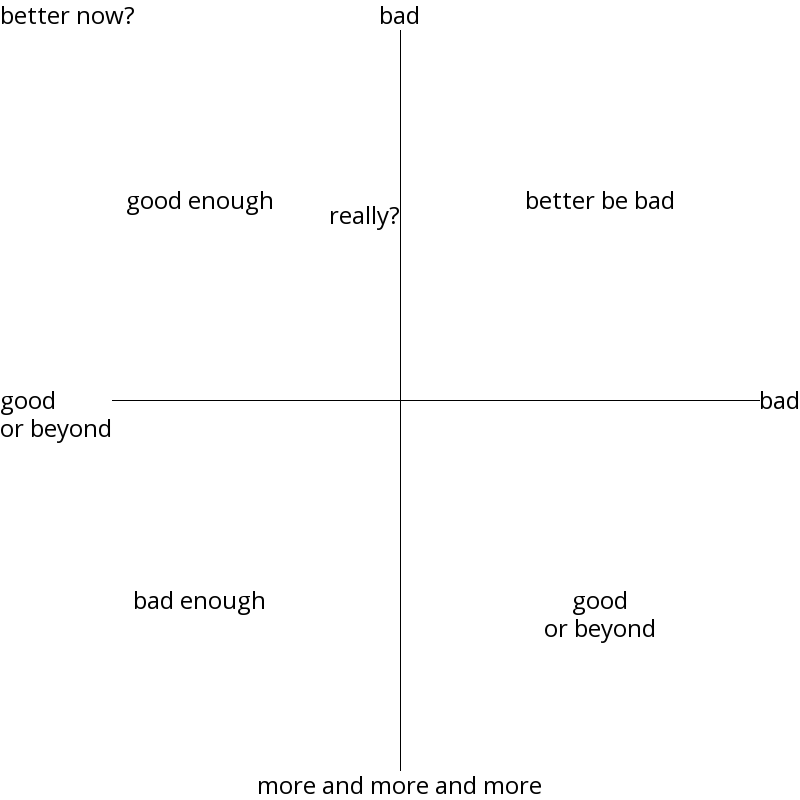 better now?
bad
good enough
better be bad
really?
good
or beyond
bad
bad enough
good
or beyond
more and more and more